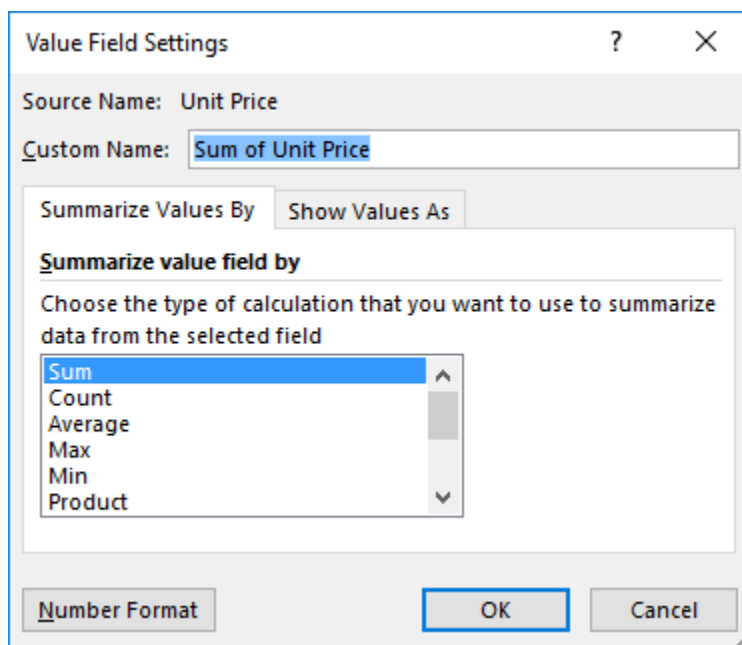 Value Field Settings ?
Source Name: Unit Price
Custom Name: Sum of Unit Price
Summarize Values By Show Values As
Summarize value field by
Choose the type of calculation that you want to use to summarize
data from the selected field
Sum
Count
Average
Max
Min
Product
Number Format OK Cancel